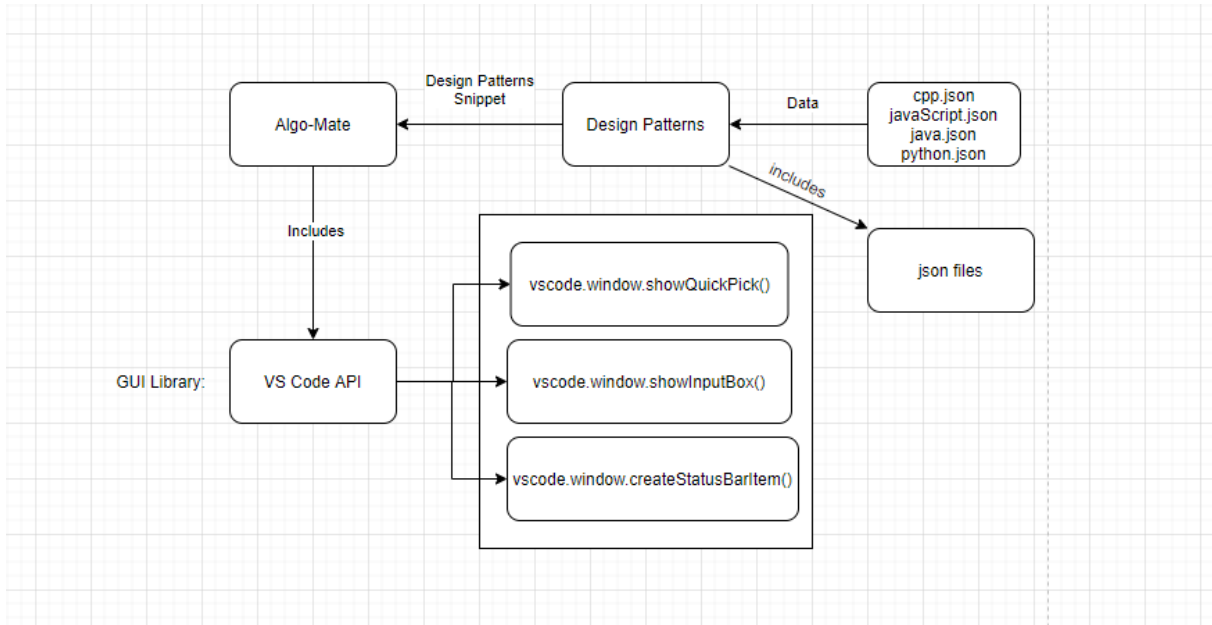 Design Patterns
Snippet
Algo-Mate
Design Patterns
Data
cpp.json
javaScript.json
java.json
python.json
includes
Includes
json files
vscode.window.showQuickPick()
GUI Library:
VS Code API
vscode.window.showInputBox()
vscode.window.createStatusBarItem()